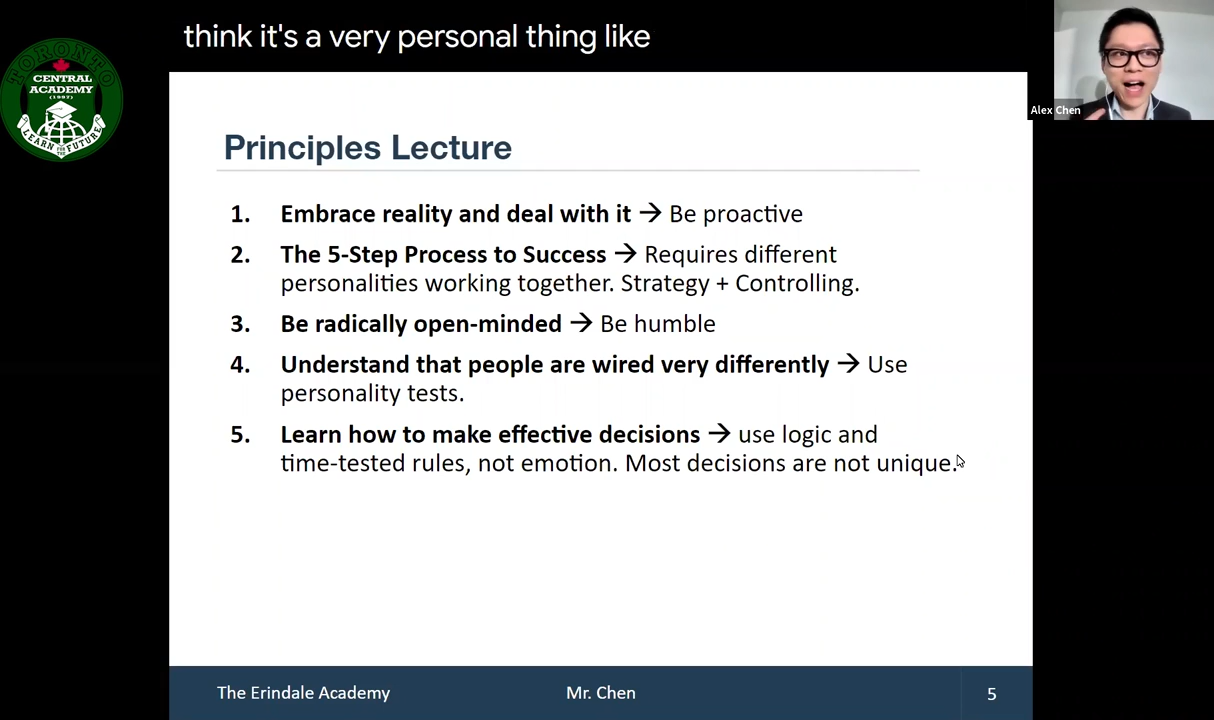 think it's a very personal thing like
TORONTO
CENTRAL
ACADEMY
(1997)
LEARN FOR THE FUTURE
Alex Chen
Principles Lecture
1. Embrace reality and deal with it → Be proactive
2. The 5-Step Process to Success → Requires different
personalities working together. Strategy + Controlling.
3. Be radically open-minded → Be humble
4. Understand that people are wired very differently → Use
personality tests.
5. Learn how to make effective decisions → use logic and
time-tested rules, not emotion. Most decisions are not unique.
The Erindale Academy
Mr. Chen
5